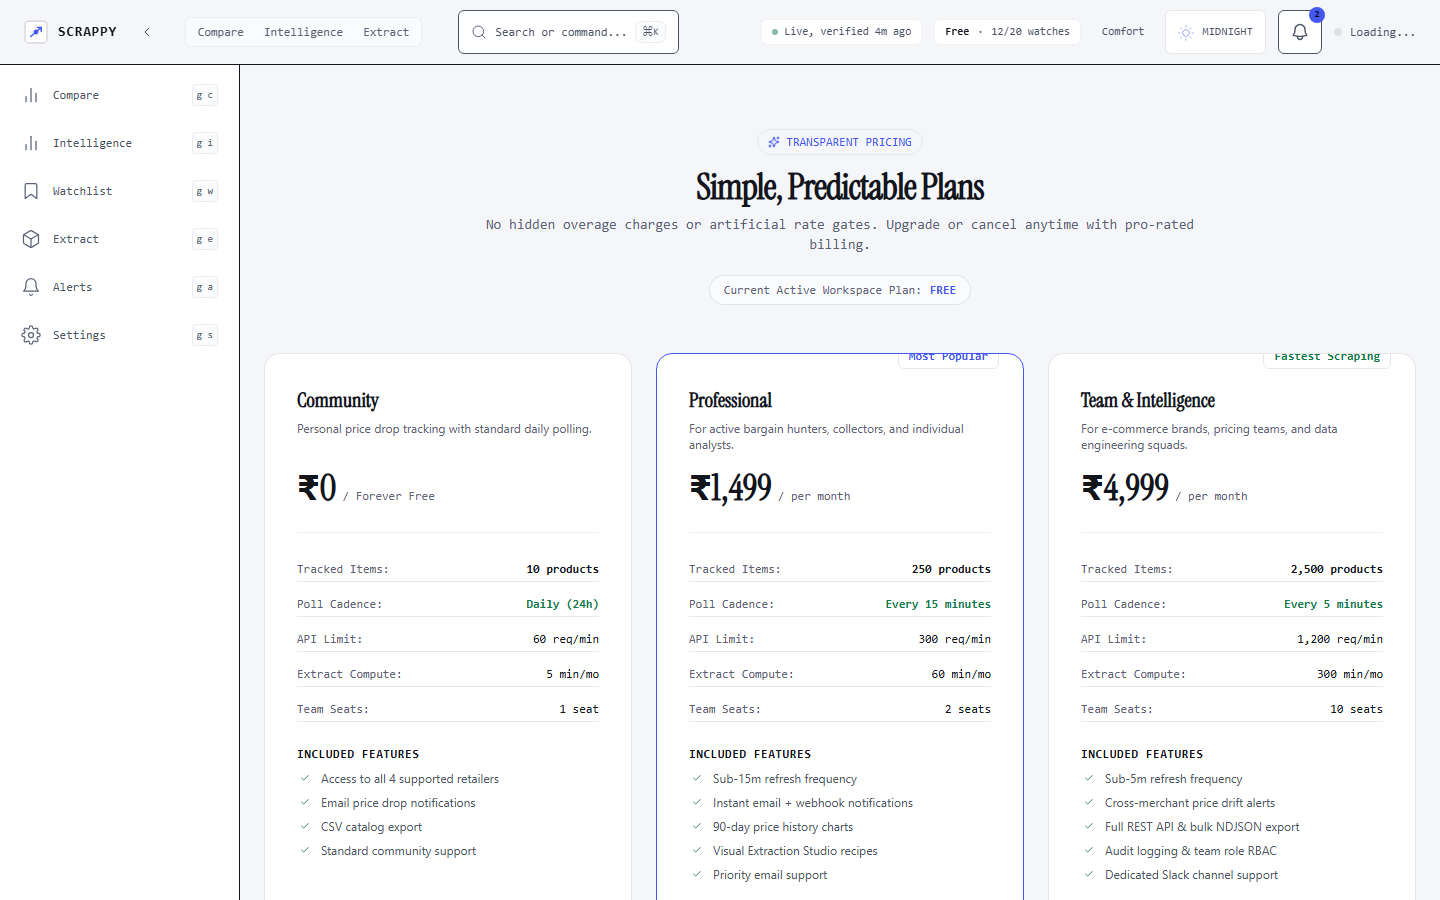 SCRAPPY
Compare Intelligence Extract
Search or command... ⌘K
Live, verified 4m ago
Free · 12/20 watches
Comfort
MIDNIGHT
2
Loading...
Compare g c
Intelligence g i
Watchlist g w
Extract g e
Alerts g a
Settings g s
TRANSPARENT PRICING
Simple, Predictable Plans
No hidden overage charges or artificial rate gates. Upgrade or cancel anytime with pro-rated
billing.
Current Active Workspace Plan: FREE
Community
Personal price drop tracking with standard daily polling.
₹0 / Forever Free
Tracked Items: 10 products
Poll Cadence: Daily (24h)
API Limit: 60 req/min
Extract Compute: 5 min/mo
Team Seats: 1 seat
INCLUDED FEATURES
Access to all 4 supported retailers
Email price drop notifications
CSV catalog export
Standard community support
Most Popular
Professional
For active bargain hunters, collectors, and individual
analysts.
₹1,499 / per month
Tracked Items: 250 products
Poll Cadence: Every 15 minutes
API Limit: 300 req/min
Extract Compute: 60 min/mo
Team Seats: 2 seats
INCLUDED FEATURES
Sub-15m refresh frequency
Instant email + webhook notifications
90-day price history charts
Visual Extraction Studio recipes
Priority email support
Fastest Scraping
Team & Intelligence
For e-commerce brands, pricing teams, and data
engineering squads.
₹4,999 / per month
Tracked Items: 2,500 products
Poll Cadence: Every 5 minutes
API Limit: 1,200 req/min
Extract Compute: 300 min/mo
Team Seats: 10 seats
INCLUDED FEATURES
Sub-5m refresh frequency
Cross-merchant price drift alerts
Full REST API & bulk NDJSON export
Audit logging & team role RBAC
Dedicated Slack channel support